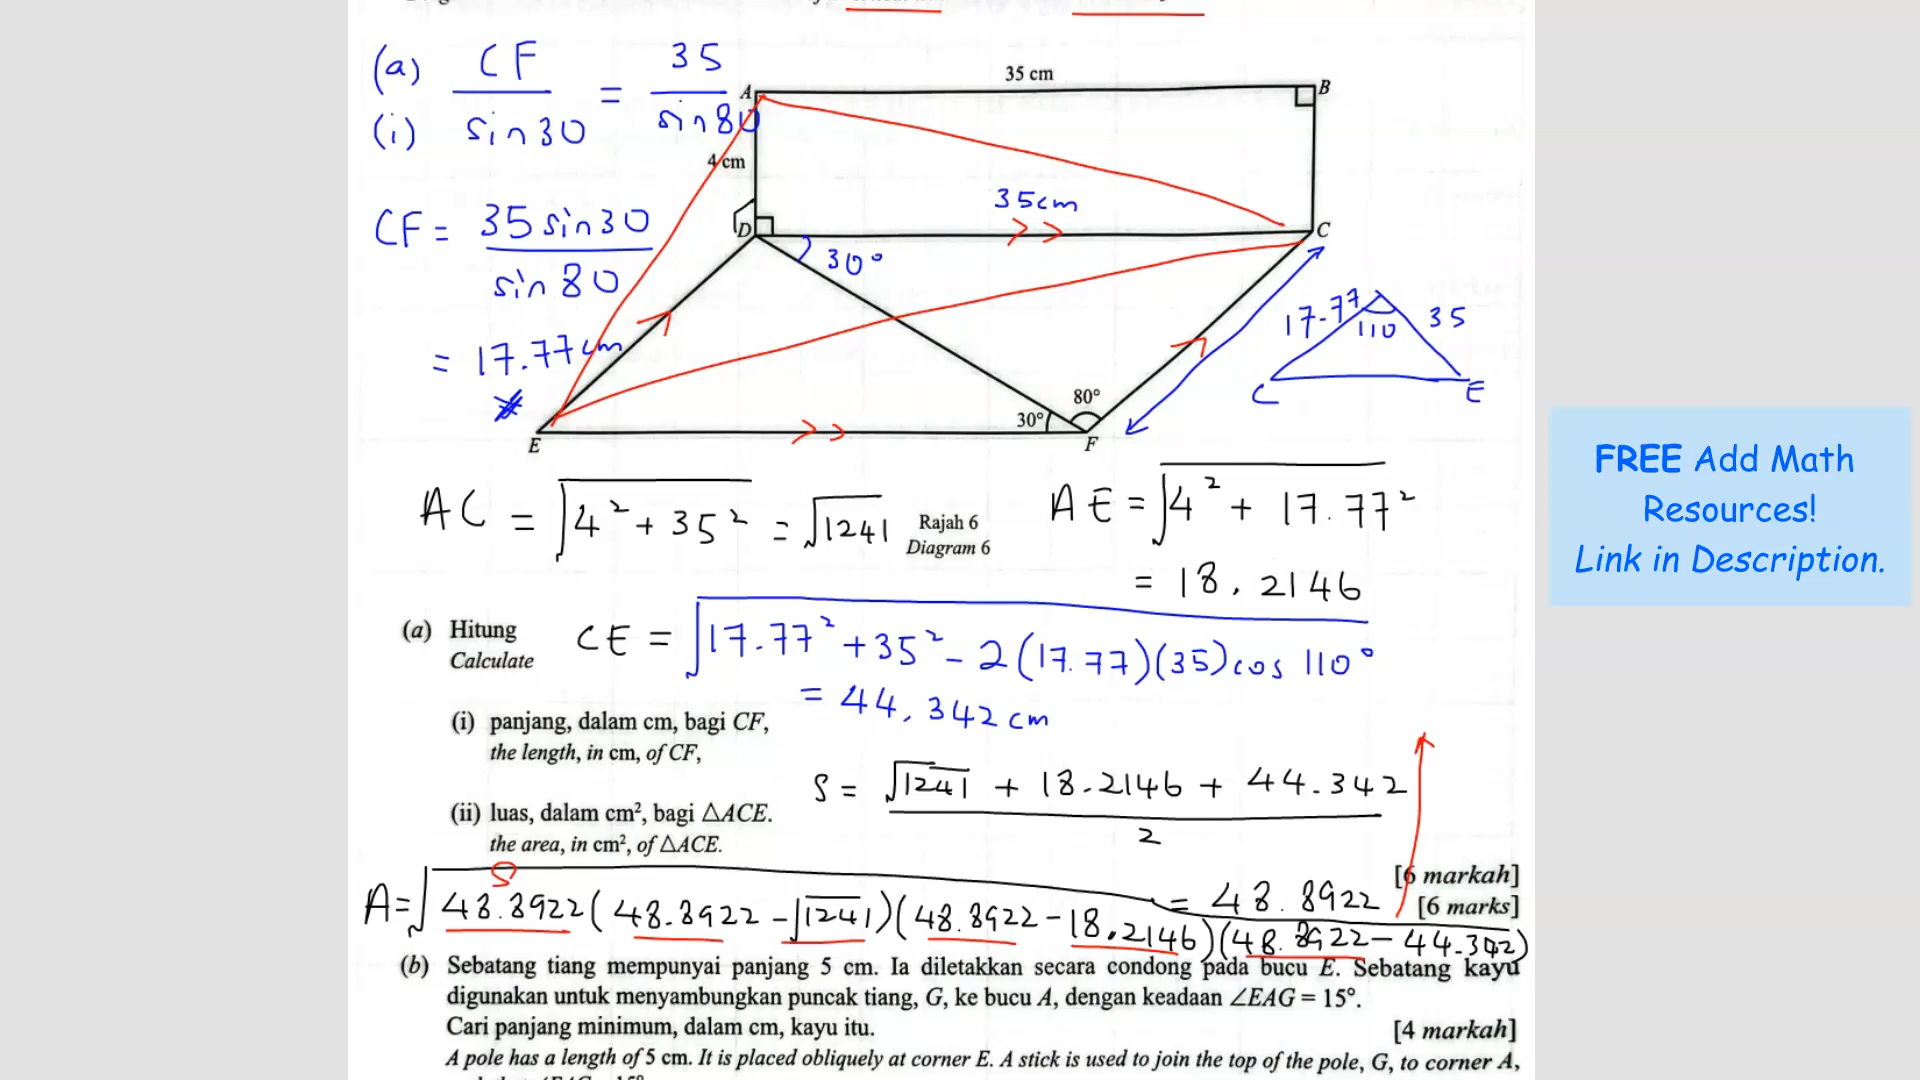 (a) CF / sin30 = 35 / sin80
(i)
CF = 35 sin30 / sin 80
= 17.77cm
35 cm
A
B
4 cm
35cm
D
C
30°
17.77
110
35
C
E
80°
30°
E
F
AC = √4² + 35² = √1241
Rajah 6
Diagram 6
AE = √4² + 17.77²
= 18.2146
(a) Hitung
Calculate
CE = √17.77² + 35² - 2(17.77)(35)cos 110°
= 44.342cm
(i) panjang, dalam cm, bagi CF,
the length, in cm, of CF,
S = √1241 + 18.2146 + 44.342 / 2
(ii) luas, dalam cm², bagi △ACE.
the area, in cm², of △ACE.
= 48.8922
[6 markah]
[6 marks]
S
A=√48.8922(48.8922-√1241)(48.8922-18.2146)(48.8922-44.342)
(b) Sebatang tiang mempunyai panjang 5 cm. Ia diletakkan secara condong pada bucu E. Sebatang kayu
digunakan untuk menyambungkan puncak tiang, G, ke bucu A, dengan keadaan ∠EAG = 15°.
Cari panjang minimum, dalam cm, kayu itu.
[4 markah]
A pole has a length of 5 cm. It is placed obliquely at corner E. A stick is used to join the top of the pole, G, to corner A,
FREE Add Math
Resources!
Link in Description.